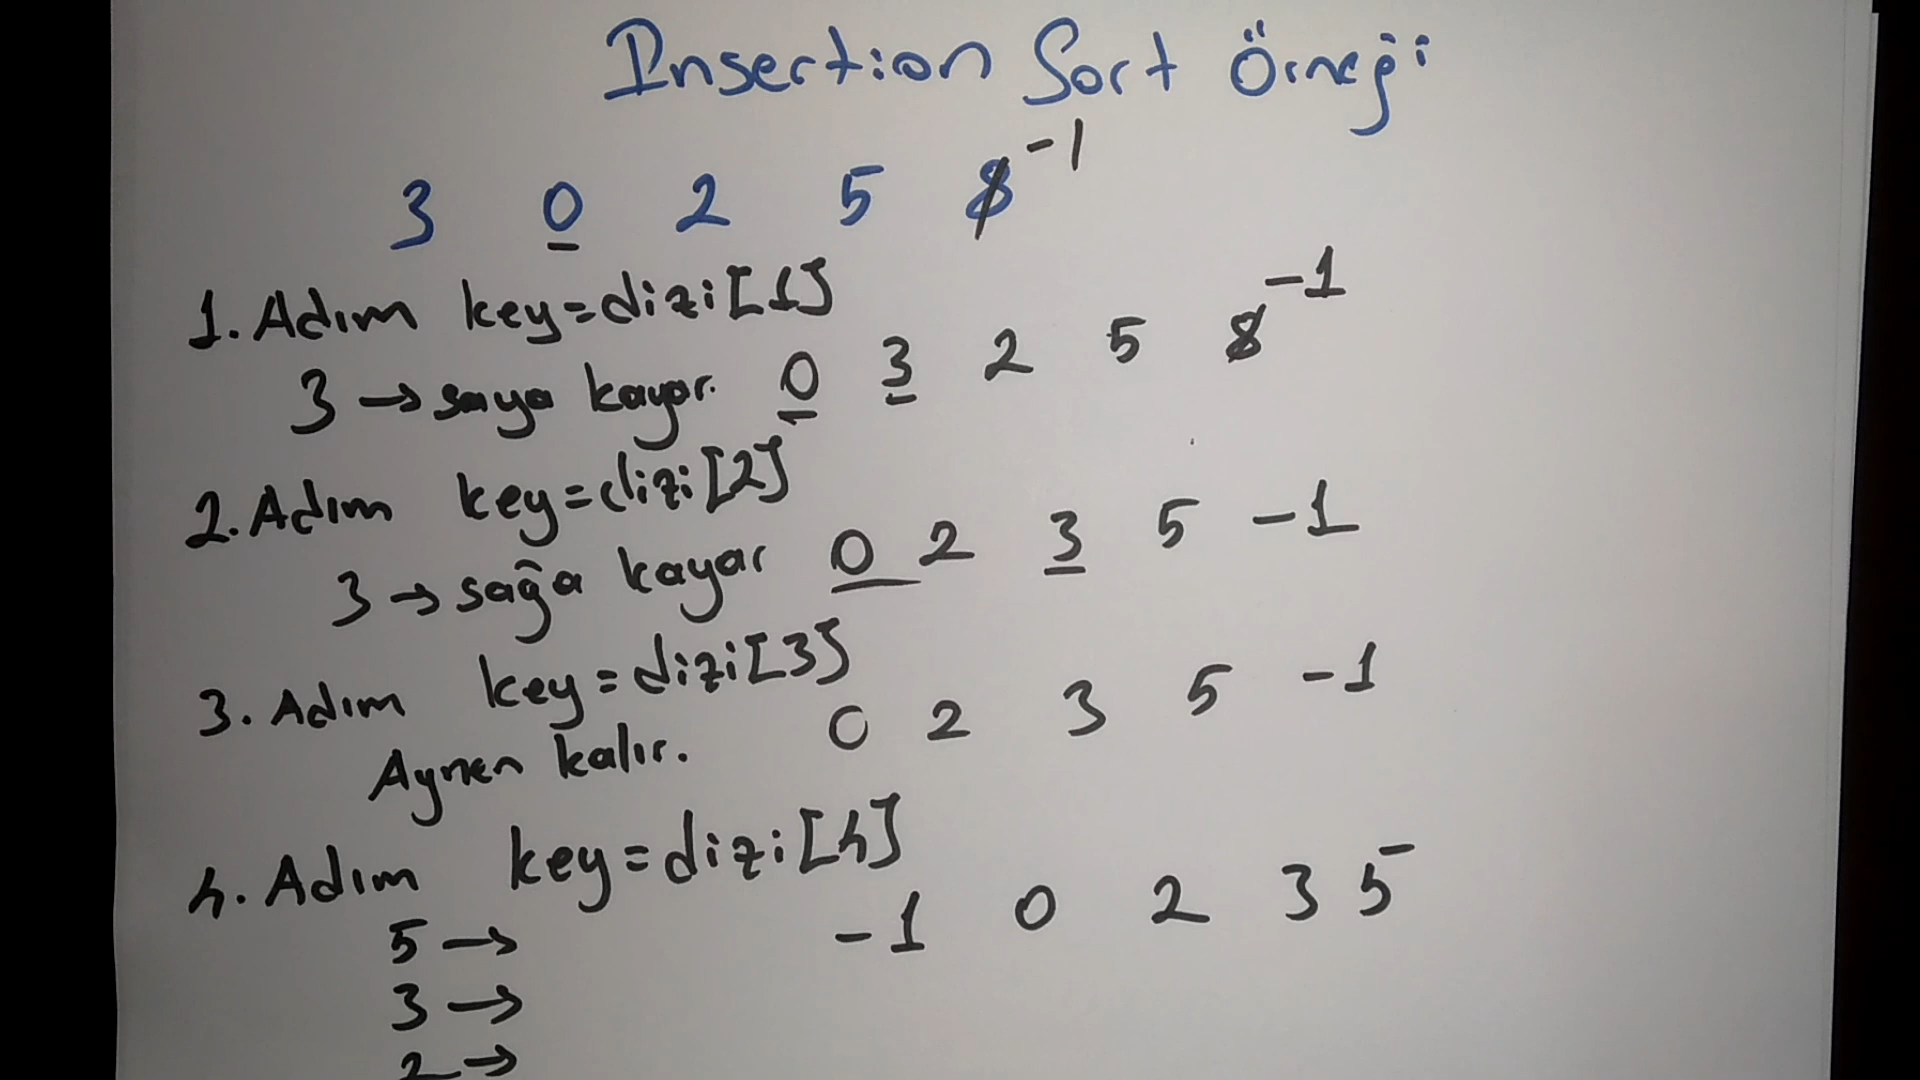 Insertion Sort Örneği
3 0 2 5 8 -1
1. Adım key=dizi[1]
3 → saga kayar. 0 3 2 5 8 -1
2. Adım key=dizi[2]
3 → sağa kayar 0 2 3 5 -1
3. Adım key=dizi[3]
Aynen kalır. 0 2 3 5 -1
4. Adım key=dizi[4]
5 → -1 0 2 3 5
3 →
2 →